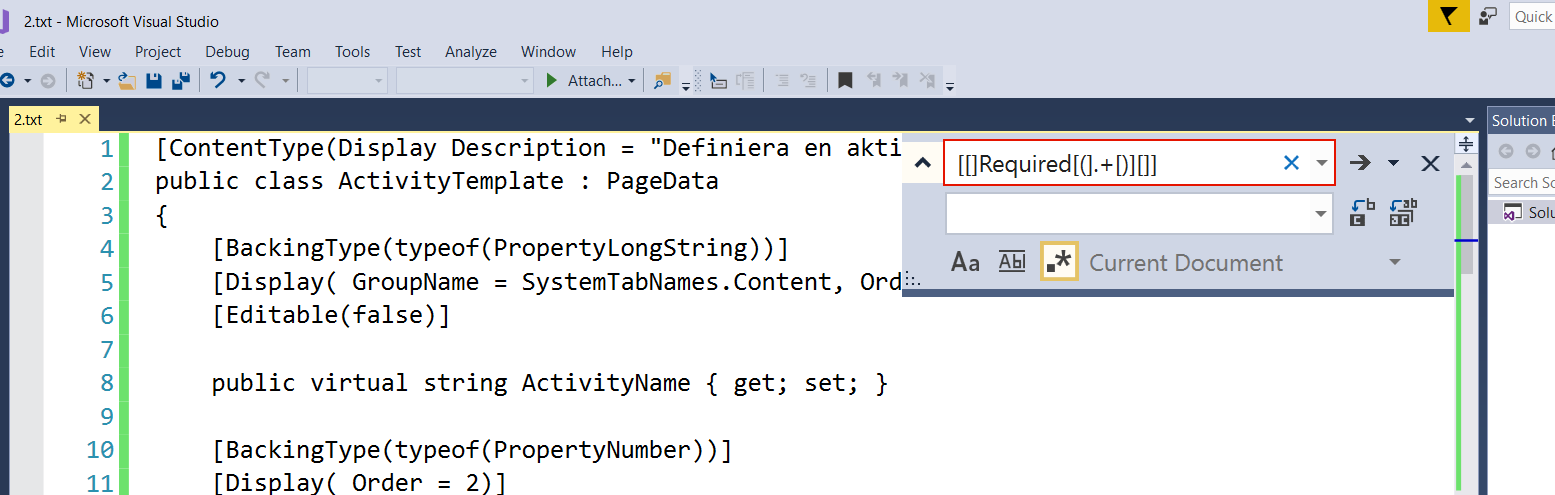 2.txt - Microsoft Visual Studio
Quick
Edit View Project Debug Team Tools Test Analyze Window Help
Attach...
2.txt
Solution E
1 [ContentType(Display Description = "Definiera en akti
[[]Required[(].+[)][]]
2 public class ActivityTemplate : PageData
Search So
3 {
Solu
4 [BackingType(typeof(PropertyLongString))]
Aa Abl .* Current Document
5 [Display( GroupName = SystemTabNames.Content, Ord
6 [Editable(false)]
7
8 public virtual string ActivityName { get; set; }
9
10 [BackingType(typeof(PropertyNumber))]
11 [Display( Order = 2)]